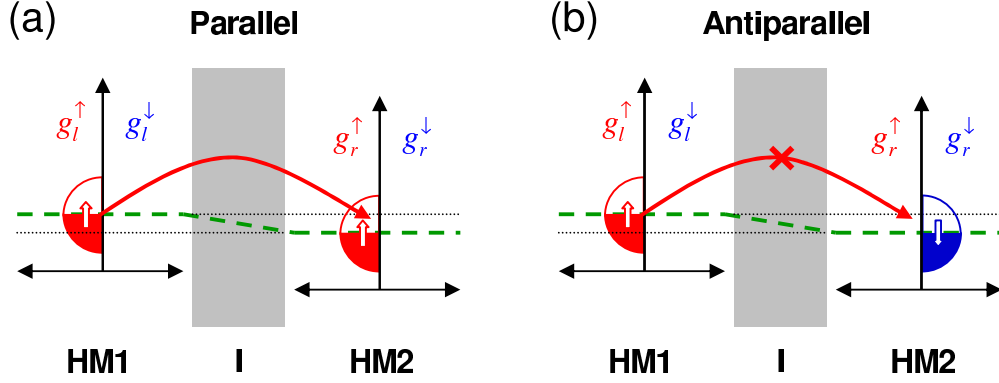 (a) Parallel
g_l^↑ g_l^↓
g_r^↑ g_r^↓
HM1 I HM2
(b) Antiparallel
g_l^↑ g_l^↓
g_r^↑ g_r^↓
HM1 I HM2